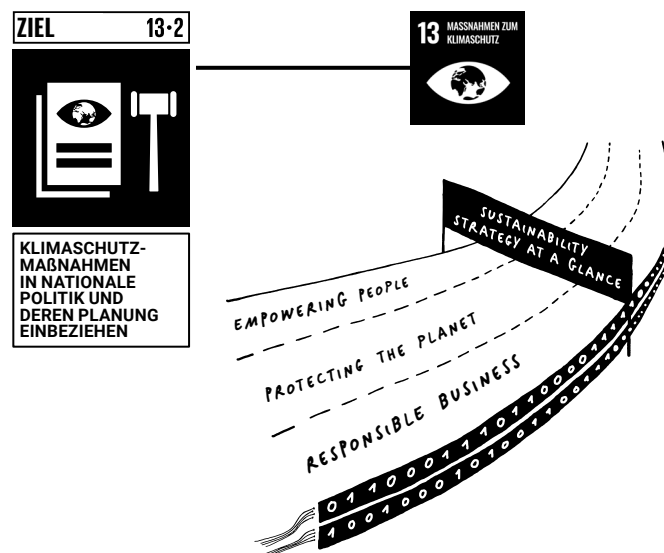 ZIEL 13.2
KLIMASCHUTZ-
MAßNAHMEN
IN NATIONALE
POLITIK UND
DEREN PLANUNG
EINBEZIEHEN
13 MASSNAHMEN ZUM
KLIMASCHUTZ
SUSTAINABILITY
STRATEGY AT A GLANCE
EMPOWERING PEOPLE
PROTECTING THE PLANET
RESPONSIBLE BUSINESS